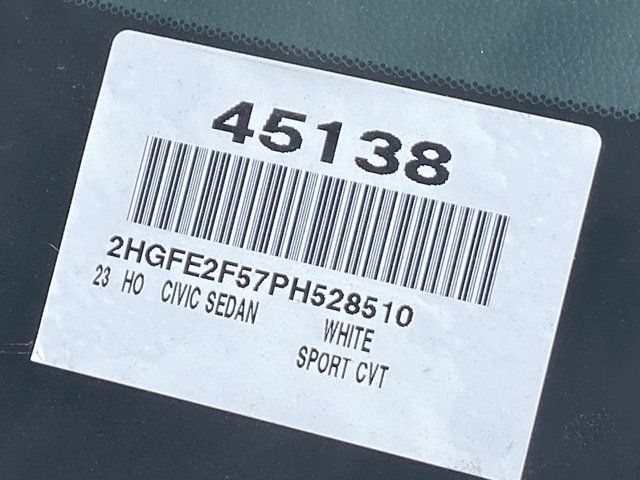 45138
2HGFE2F57PH528510
23 HO CIVIC SEDAN
WHITE
SPORT CVT